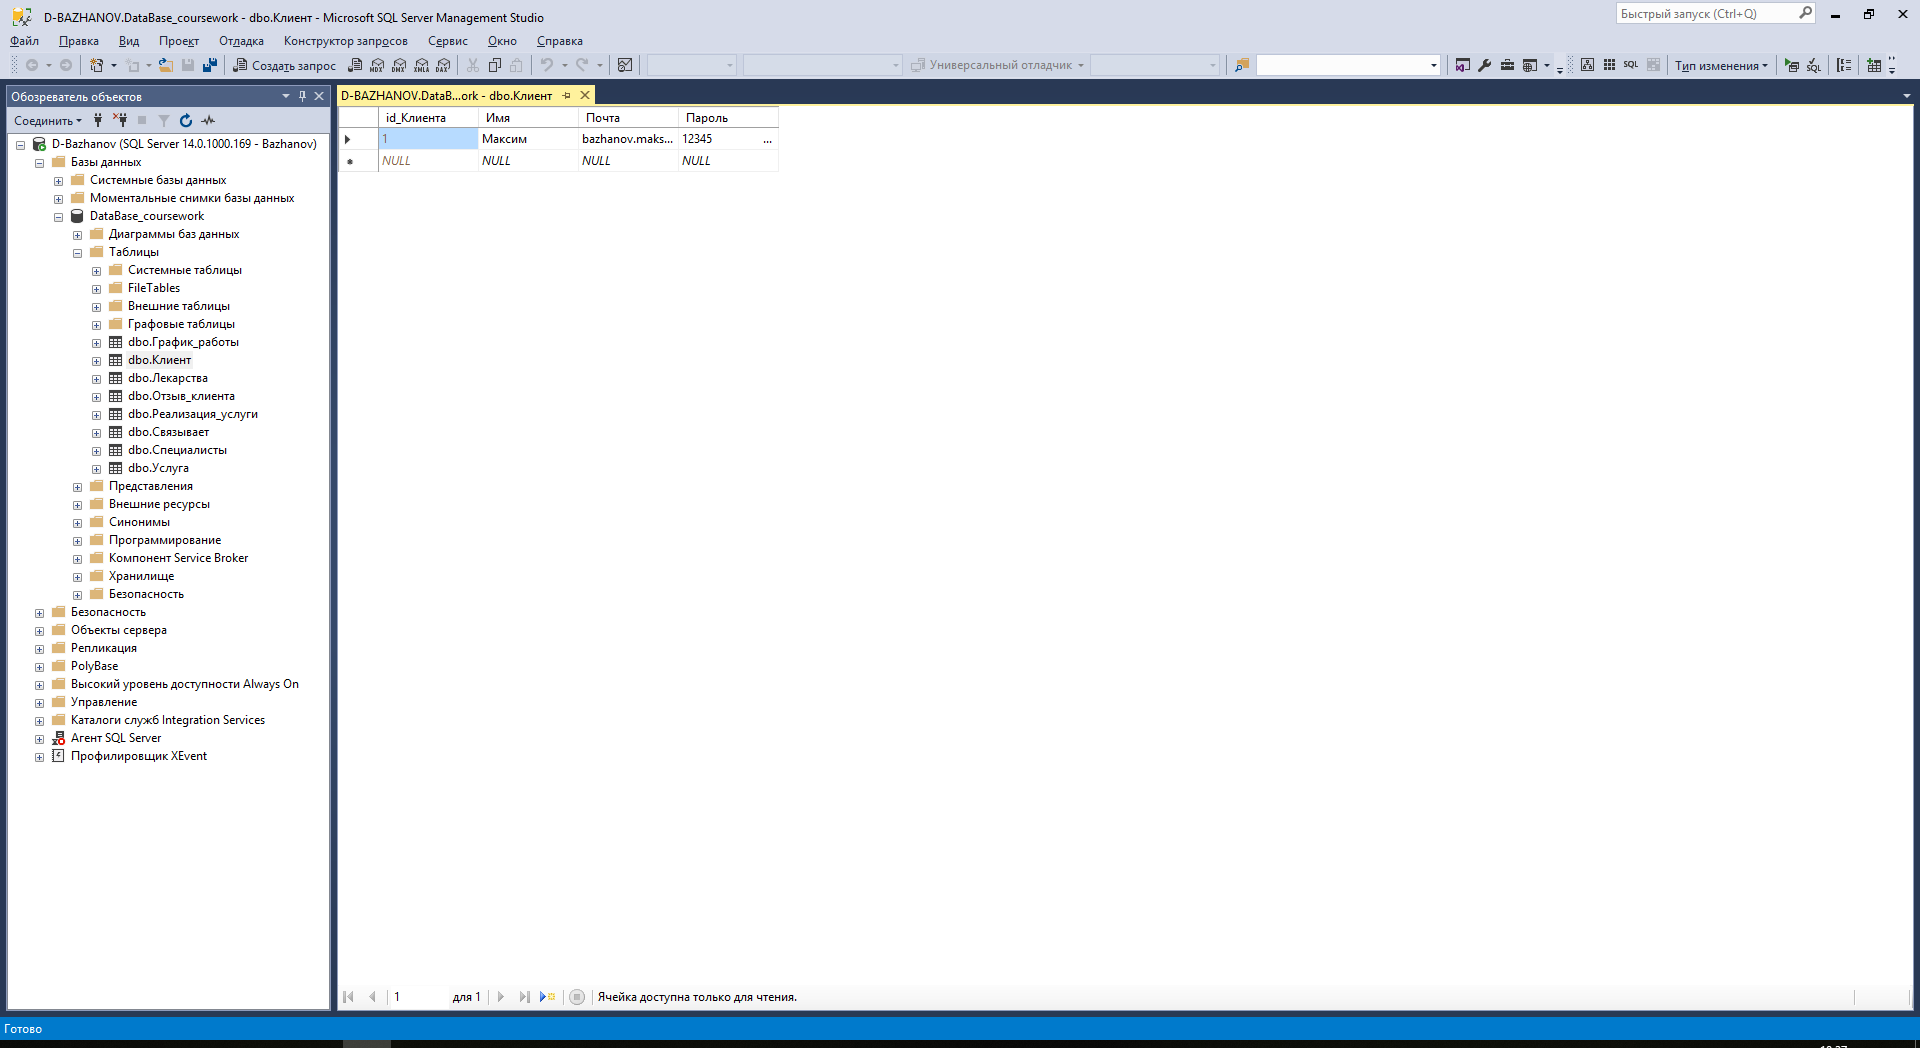 D-BAZHANOV.DataBase_coursework - dbo.Клиент - Microsoft SQL Server Management Studio
Быстрый запуск (Ctrl+Q)
Файл Правка Вид Проект Отладка Конструктор запросов Сервис Окно Справка
Создать запрос MDX DMX XMLA DAX Универсальный отладчик SQL Тип изменения SQL
Обозреватель объектов
D-BAZHANOV.DataB...ork - dbo.Клиент
Соединить
id_Клиента Имя Почта Пароль
1 Максим bazhanov.maks... 12345 ...
NULL NULL NULL NULL
D-Bazhanov (SQL Server 14.0.1000.169 - Bazhanov)
Базы данных
Системные базы данных
Моментальные снимки базы данных
DataBase_coursework
Диаграммы баз данных
Таблицы
Системные таблицы
FileTables
Внешние таблицы
Графовые таблицы
dbo.График_работы
dbo.Клиент
dbo.Лекарства
dbo.Отзыв_клиента
dbo.Реализация_услуги
dbo.Связывает
dbo.Специалисты
dbo.Услуга
Представления
Внешние ресурсы
Синонимы
Программирование
Компонент Service Broker
Хранилище
Безопасность
Безопасность
Объекты сервера
Репликация
PolyBase
Высокий уровень доступности Always On
Управление
Каталоги служб Integration Services
Агент SQL Server
Профилировщик XEvent
1 для 1 Ячейка доступна только для чтения.
Готово